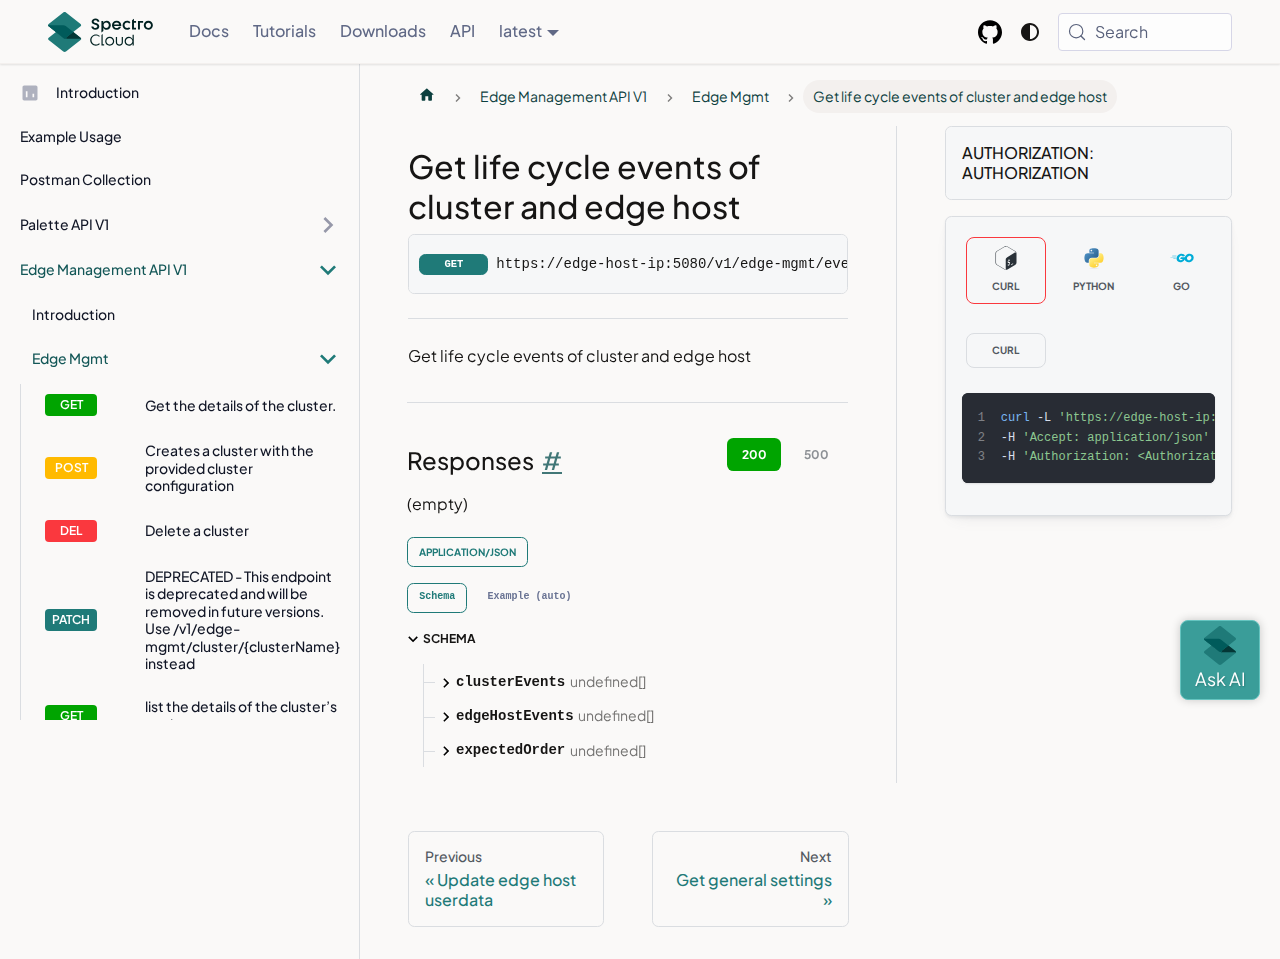 Spectro Cloud
Docs
Tutorials
Downloads
API
latest
Search
Introduction
Example Usage
Postman Collection
Palette API V1
Edge Management API V1
Introduction
Edge Mgmt
GET
Get the details of the cluster.
POST
Creates a cluster with the
provided cluster
configuration
DEL
Delete a cluster
PATCH
DEPRECATED - This endpoint
is deprecated and will be
removed in future versions.
Use /v1/edge-
mgmt/cluster/{clusterName}
instead
GET
list the details of the cluster’s
Edge Management API V1
Edge Mgmt
Get life cycle events of cluster and edge host
Get life cycle events of
cluster and edge host
GET
https://edge-host-ip:5080/v1/edge-mgmt/eve
Get life cycle events of cluster and edge host
Responses #
200
500
(empty)
APPLICATION/JSON
Schema
Example (auto)
SCHEMA
clusterEvents undefined[]
edgeHostEvents undefined[]
expectedOrder undefined[]
Previous
« Update edge host
userdata
Next
Get general settings
»
AUTHORIZATION:
AUTHORIZATION
CURL
PYTHON
GO
CURL
1 curl -L 'https://edge-host-ip:
2 -H 'Accept: application/json'
3 -H 'Authorization: <Authorizat
Ask AI